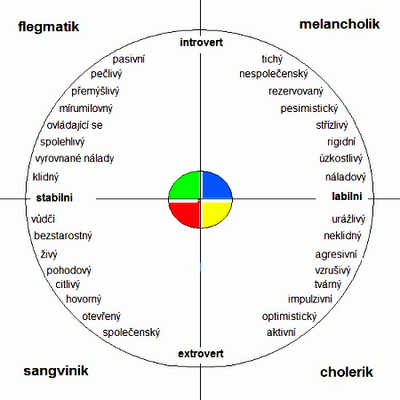 flegmatik
melancholik
introvert
pasivní
pečlivý
přemýšlivý
mírumilovný
ovládající se
spolehlivý
vyrovnané nálady
klidný
tichý
nespolečenský
rezervovaný
pesimistický
střízlivý
rigidní
úzkostlivý
náladový
stabilní
labilní
vůdčí
bezstarostný
živý
pohodový
citlivý
hovorný
otevřený
společenský
urážlivý
neklidný
agresivní
vzrušivý
tvárný
impulzivní
optimistický
aktivní
extrovert
sangvinik
cholerik